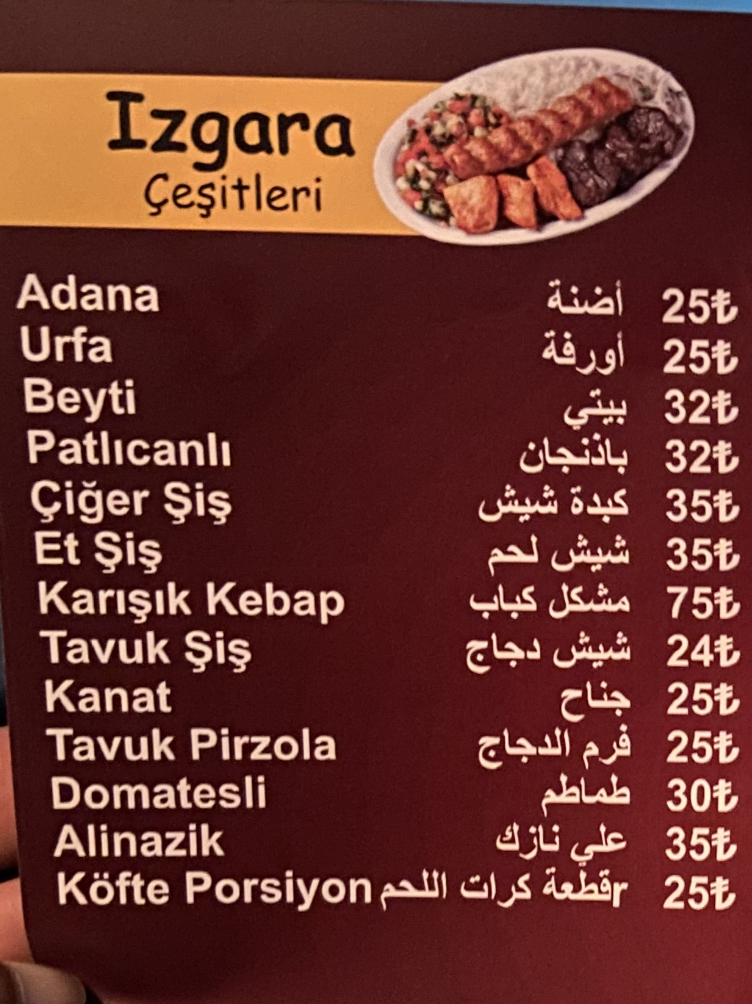 Izgara
Çeşitleri
Adana أضنة 25₺
Urfa أورفة 25₺
Beyti بيتي 32₺
Patlıcanlı باذنجان 32₺
Çiğer Şiş كبدة شيش 35₺
Et Şiş شيش لحم 35₺
Karışık Kebap مشكل كباب 75₺
Tavuk Şiş شيش دجاج 24₺
Kanat جناح 25₺
Tavuk Pirzola فرم الدجاج 25₺
Domatesli طماطم 30₺
Alinazik علي نازك 35₺
Köfte Porsiyon rقطعة كرات اللحم 25₺